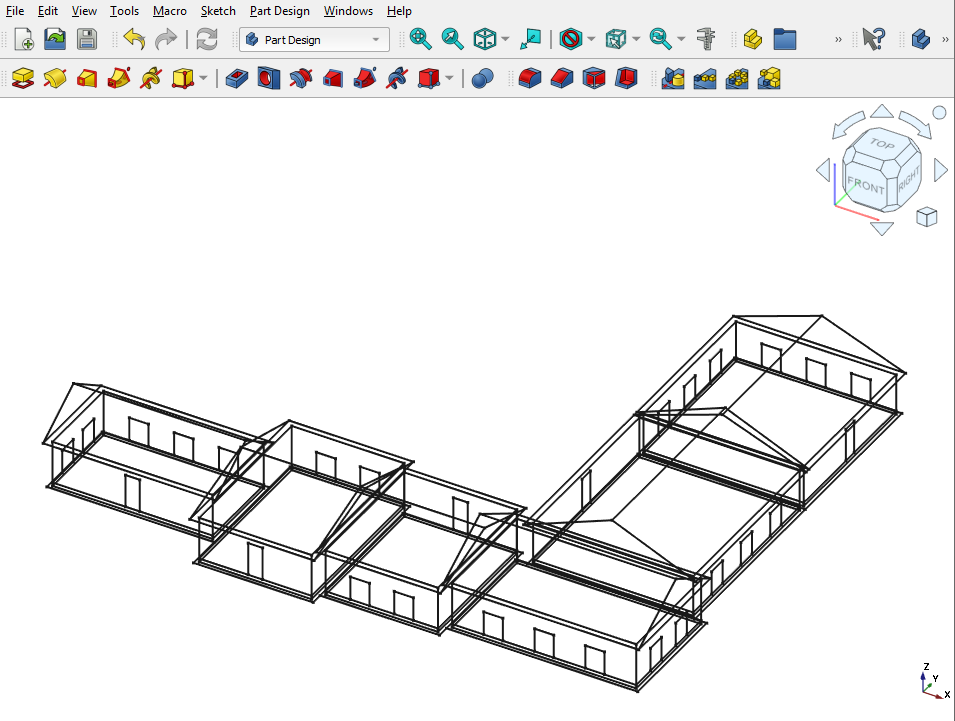 File Edit View Tools Macro Sketch Part Design Windows Help
Part Design
TOP
FRONT
RIGHT
Z
Y
X